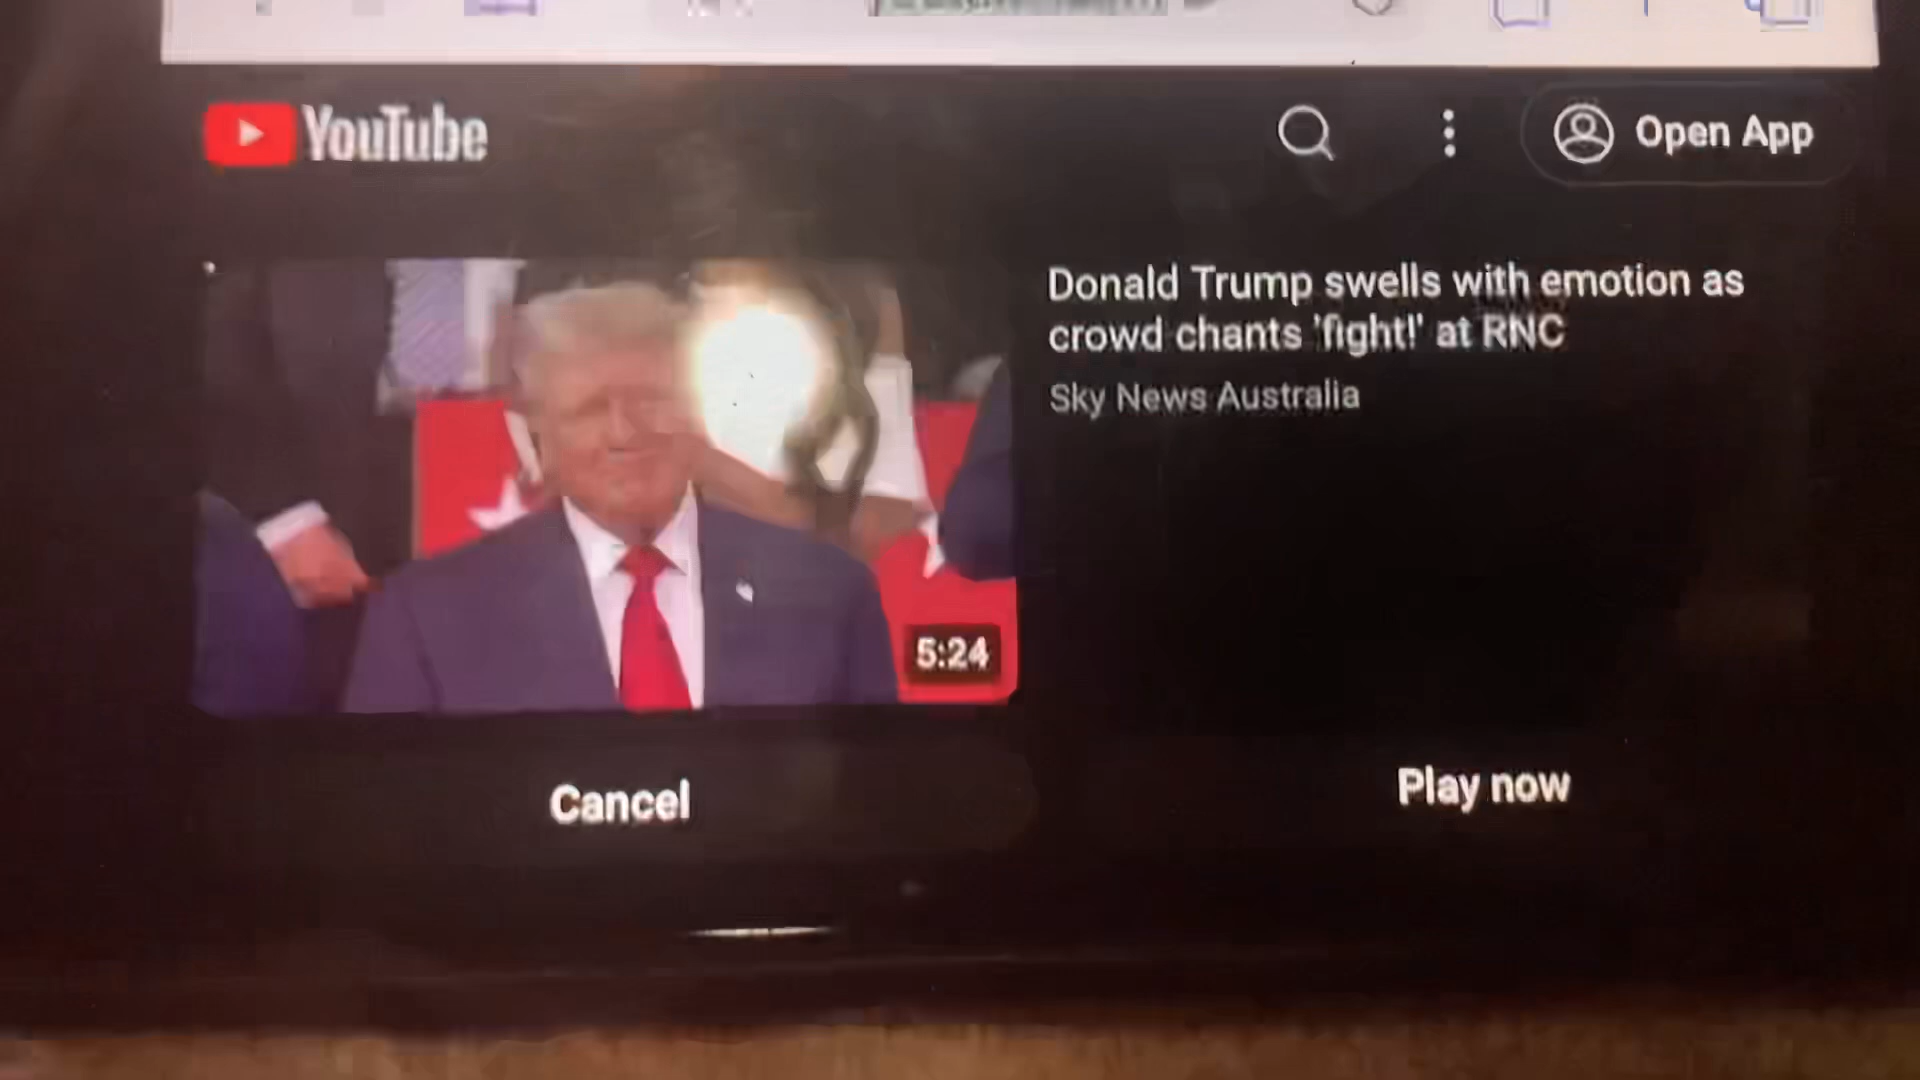 YouTube
Open App
Donald Trump swells with emotion as
crowd chants 'fight!' at RNC
Sky News Australia
5:24
Cancel
Play now